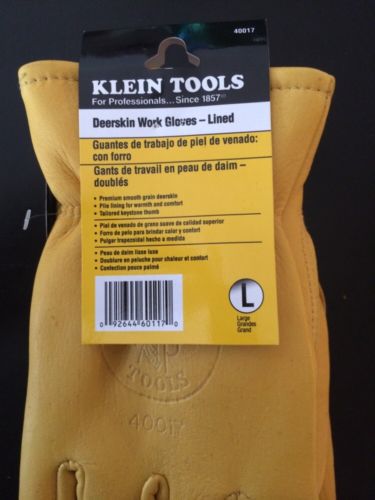 40017
KLEIN TOOLS
For Professionals...Since 1857
Deerskin Work Gloves – Lined
Guantes de trabajo de piel de venado:
con forro
Gants de travail en peau de daim –
doublés
• Premium smooth grain deerskin
• Pile lining for warmth and comfort
• Tailored keystone thumb
• Piel de venado de grano suave de calidad superior
• Forro de pelo para brindar calor y confort
• Pulgar trapezoidal hecho a medida
• Peau de daim lisse luxe
• Doublure en peluche pour chaleur et confort
• Confection pouce palmé
L
Large
Grandes
Grand
0 92644 60117 0
TOOLS
40017